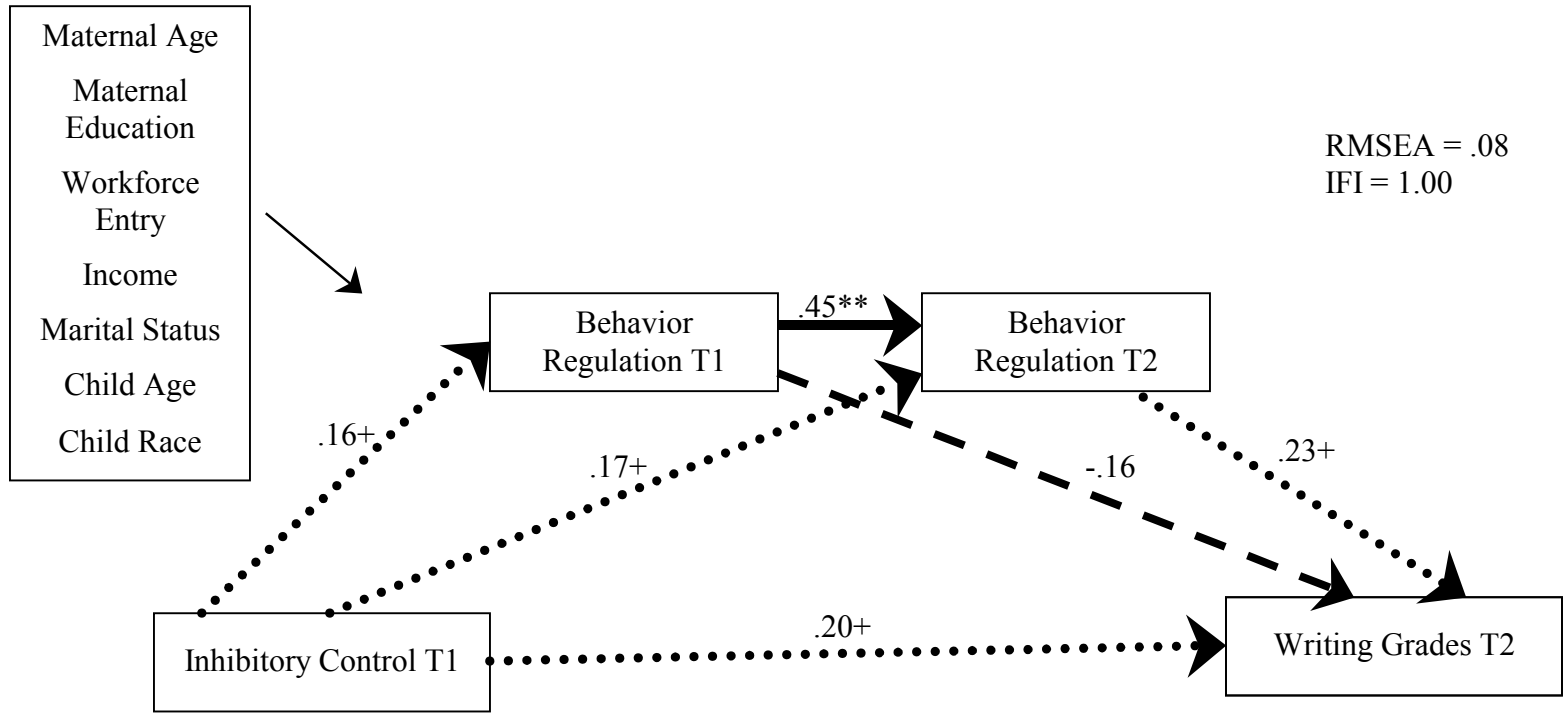 Maternal Age
Maternal
Education
Workforce
Entry
Income
Marital Status
Child Age
Child Race
RMSEA = .08
IFI = 1.00
Behavior
Regulation T1
.45**
Behavior
Regulation T2
.16+
.17+
-.16
.23+
Inhibitory Control T1
.20+
Writing Grades T2